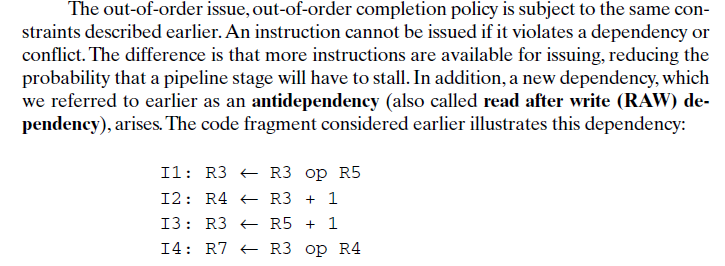 The out-of-order issue, out-of-order completion policy is subject to the same con-
straints described earlier. An instruction cannot be issued if it violates a dependency or
conflict. The difference is that more instructions are available for issuing, reducing the
probability that a pipeline stage will have to stall. In addition, a new dependency, which
we referred to earlier as an antidependency (also called read after write (RAW) de-
pendency), arises. The code fragment considered earlier illustrates this dependency:
I1: R3 ← R3 op R5
I2: R4 ← R3 + 1
I3: R3 ← R5 + 1
I4: R7 ← R3 op R4